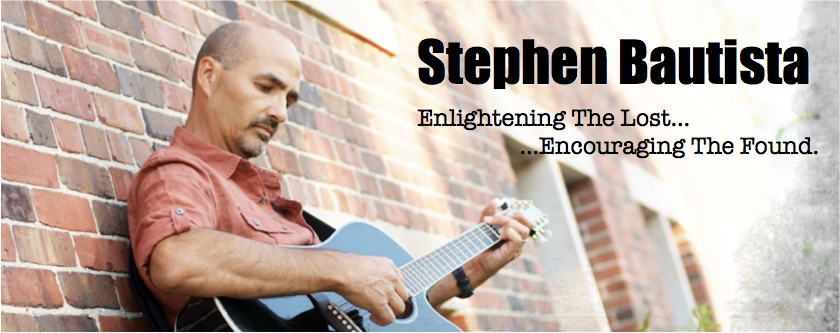 Stephen Bautista
Enlightening The Lost...
...Encouraging The Found.